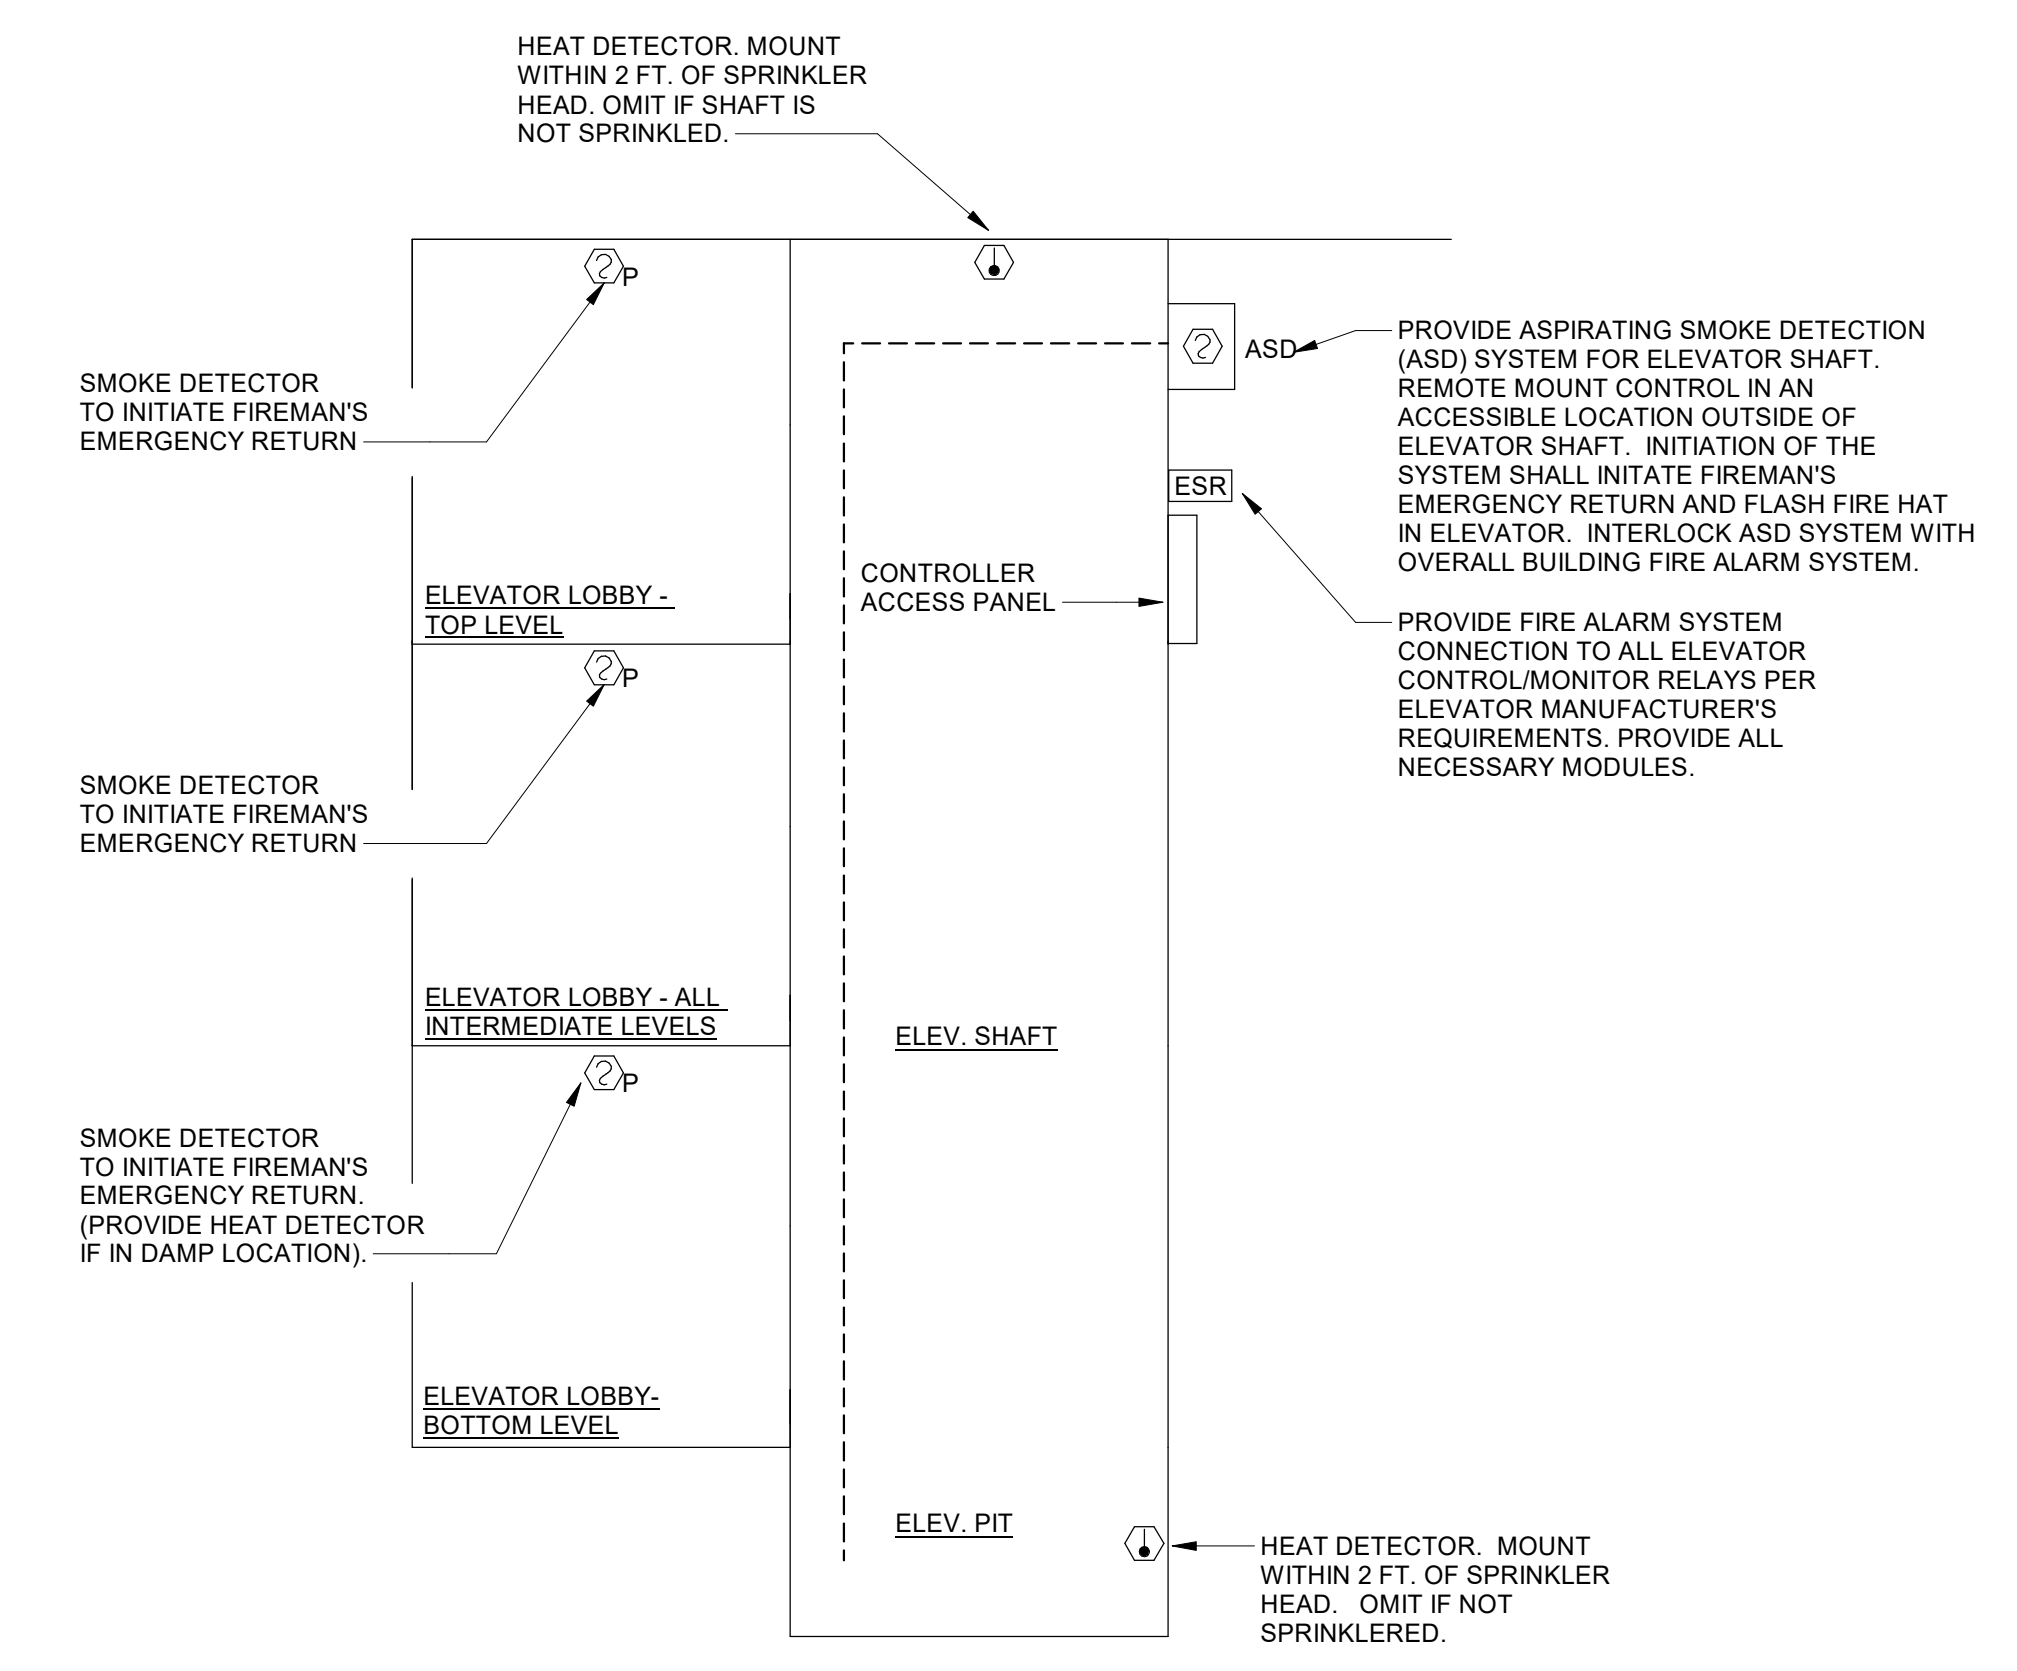 HEAT DETECTOR. MOUNT
WITHIN 2 FT. OF SPRINKLER
HEAD. OMIT IF SHAFT IS
NOT SPRINKLED.
P
SMOKE DETECTOR
TO INITIATE FIREMAN'S
EMERGENCY RETURN
ASD
PROVIDE ASPIRATING SMOKE DETECTION
(ASD) SYSTEM FOR ELEVATOR SHAFT.
REMOTE MOUNT CONTROL IN AN
ACCESSIBLE LOCATION OUTSIDE OF
ELEVATOR SHAFT. INITIATION OF THE
SYSTEM SHALL INITATE FIREMAN'S
EMERGENCY RETURN AND FLASH FIRE HAT
IN ELEVATOR. INTERLOCK ASD SYSTEM WITH
OVERALL BUILDING FIRE ALARM SYSTEM.
ESR
CONTROLLER
ACCESS PANEL
ELEVATOR LOBBY -
TOP LEVEL
PROVIDE FIRE ALARM SYSTEM
CONNECTION TO ALL ELEVATOR
CONTROL/MONITOR RELAYS PER
ELEVATOR MANUFACTURER'S
REQUIREMENTS. PROVIDE ALL
NECESSARY MODULES.
P
SMOKE DETECTOR
TO INITIATE FIREMAN'S
EMERGENCY RETURN
ELEVATOR LOBBY - ALL
INTERMEDIATE LEVELS
ELEV. SHAFT
P
SMOKE DETECTOR
TO INITIATE FIREMAN'S
EMERGENCY RETURN.
(PROVIDE HEAT DETECTOR
IF IN DAMP LOCATION).
ELEVATOR LOBBY-
BOTTOM LEVEL
ELEV. PIT
HEAT DETECTOR. MOUNT
WITHIN 2 FT. OF SPRINKLER
HEAD. OMIT IF NOT
SPRINKLERED.